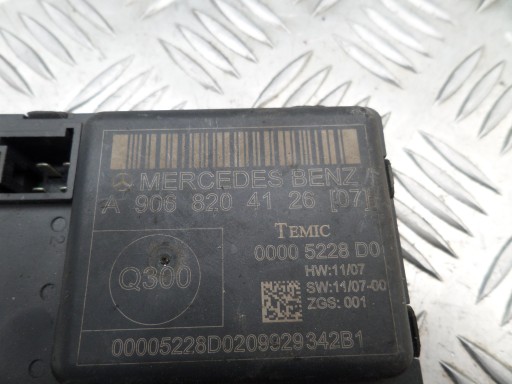 MERCEDES BENZ
A 906 820 41 26 [07]
TEMIC
0000 5228 D0
HW:11/07
Q300
SW:11/07-00
ZGS: 001
00005228D0209929342B1